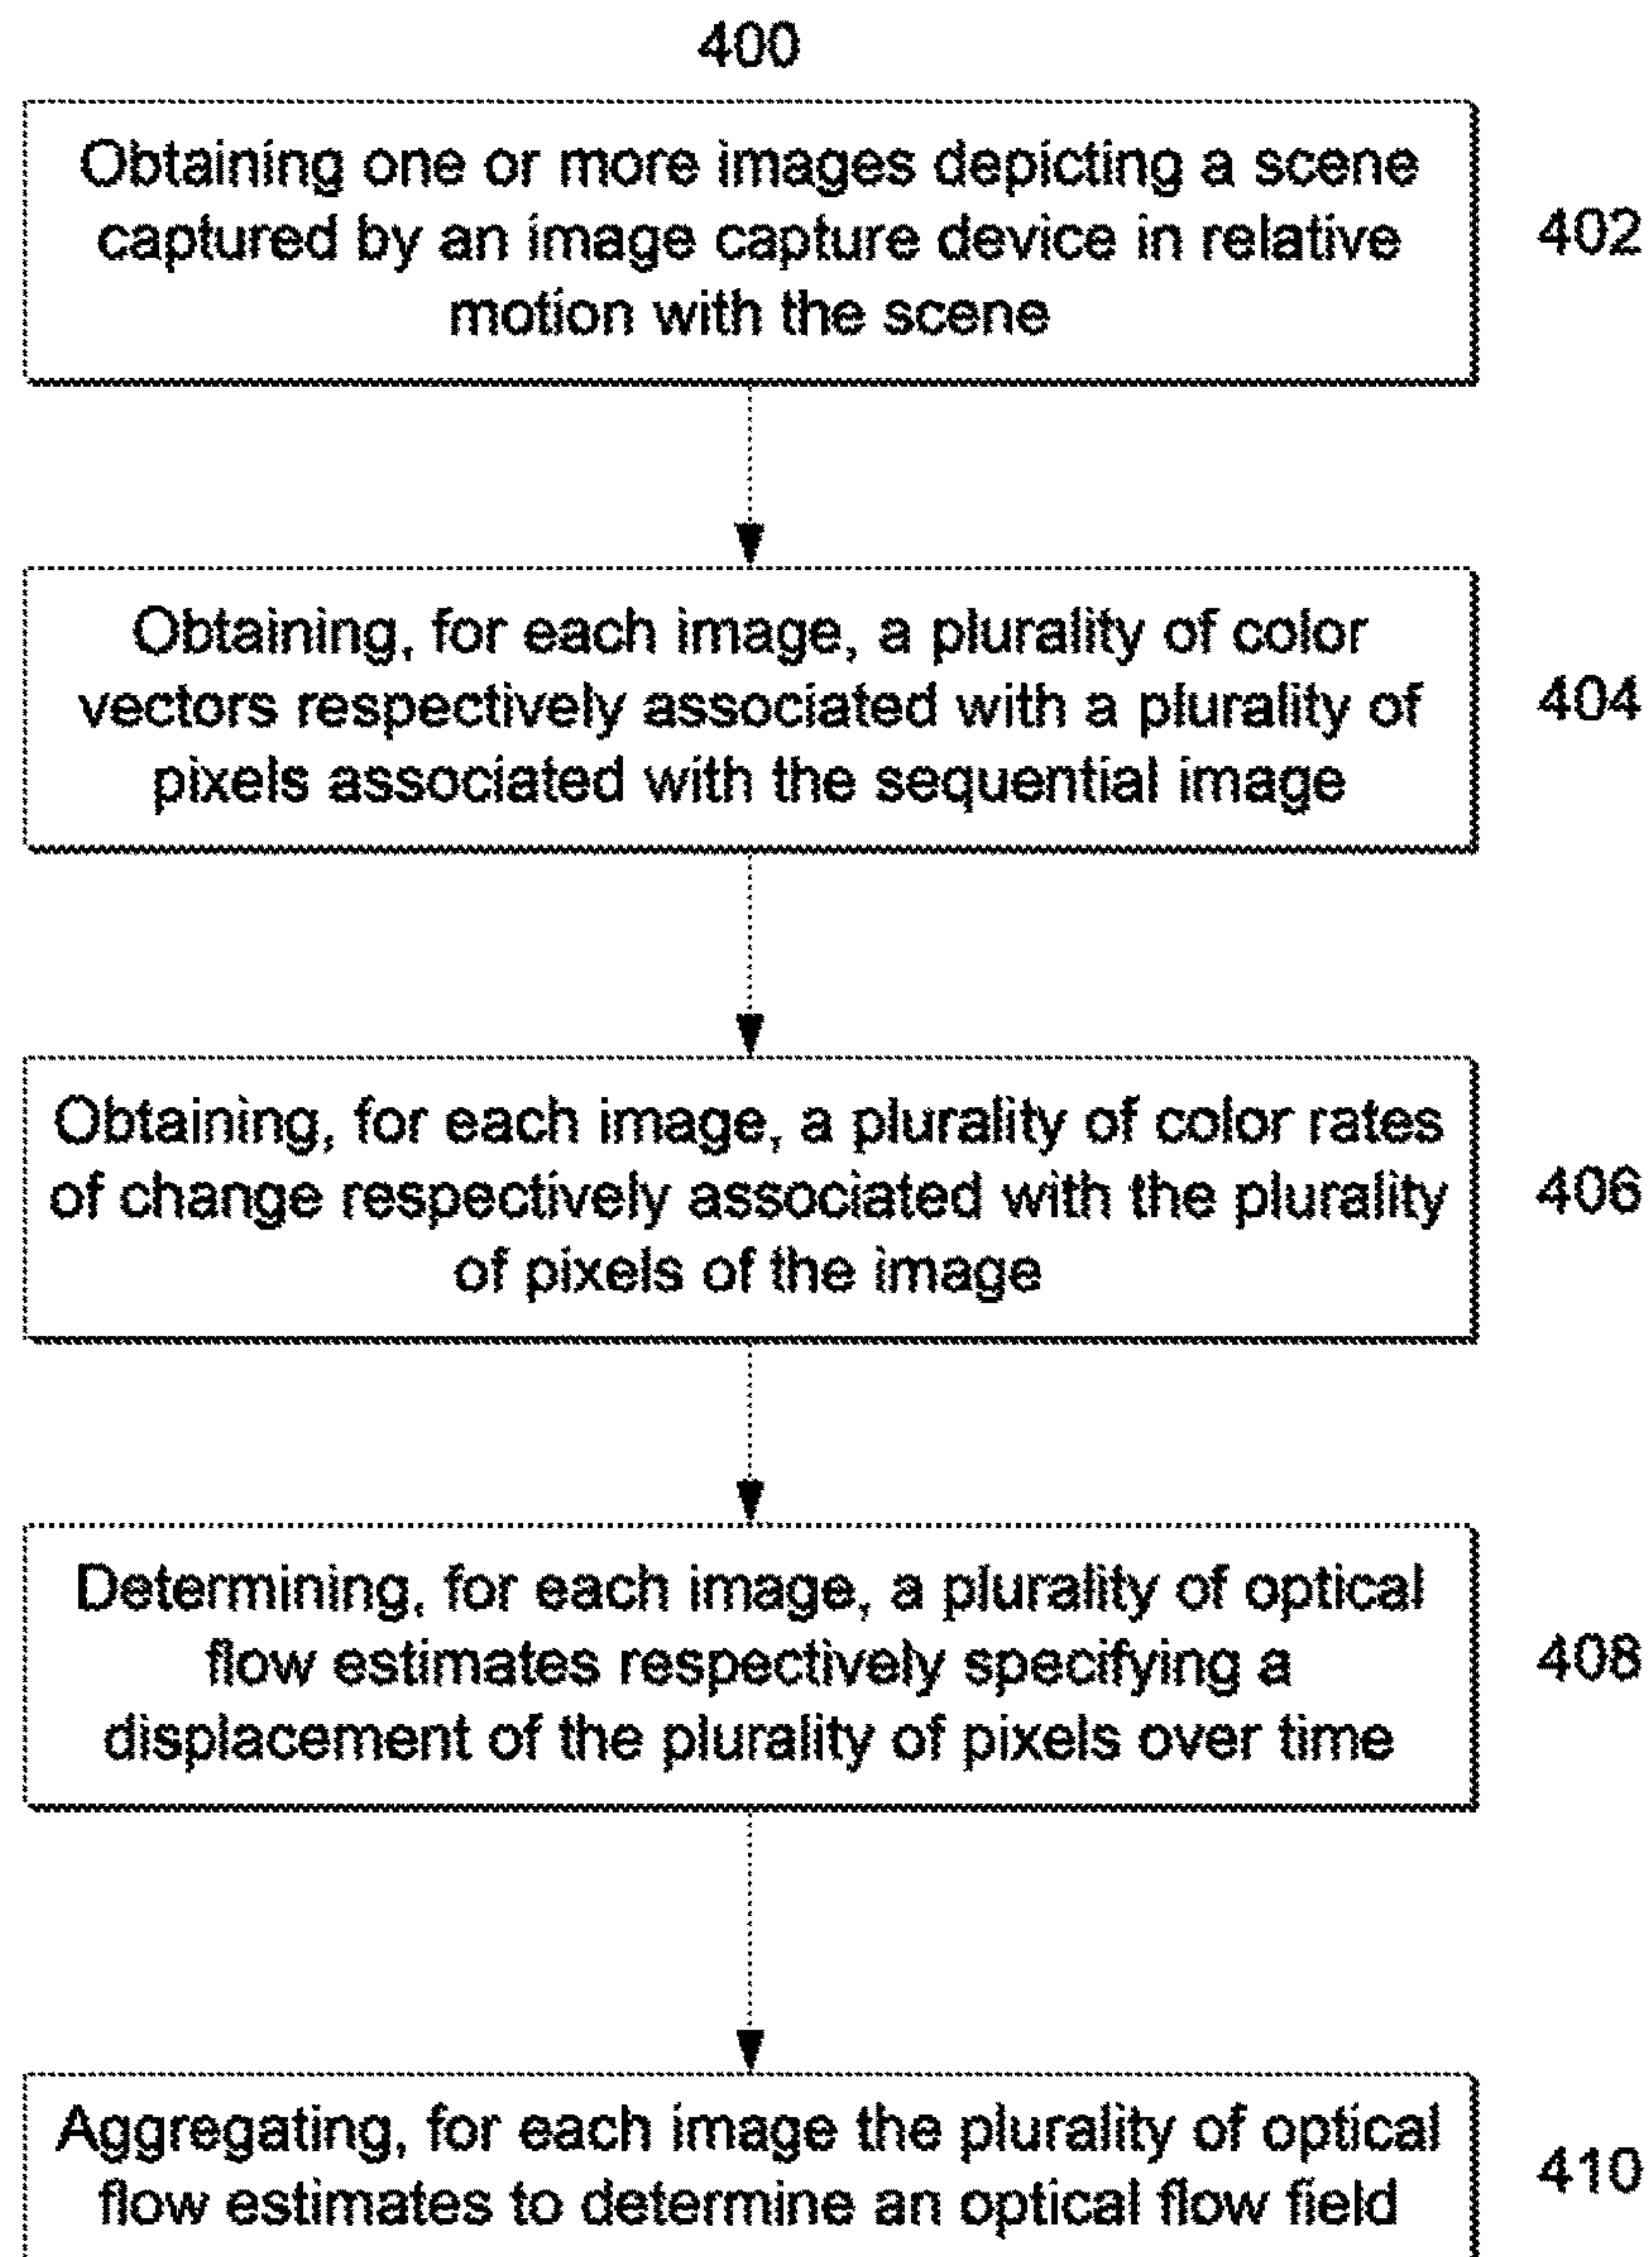 400
Obtaining one or more images depicting a scene
captured by an image capture device in relative
motion with the scene
402
Obtaining, for each image, a plurality of color
vectors respectively associated with a plurality of
pixels associated with the sequential image
404
Obtaining, for each image, a plurality of color rates
of change respectively associated with the plurality
of pixels of the image
406
Determining, for each image, a plurality of optical
flow estimates respectively specifying a
displacement of the plurality of pixels over time
408
Aggregating, for each image the plurality of optical
flow estimates to determine an optical flow field
410